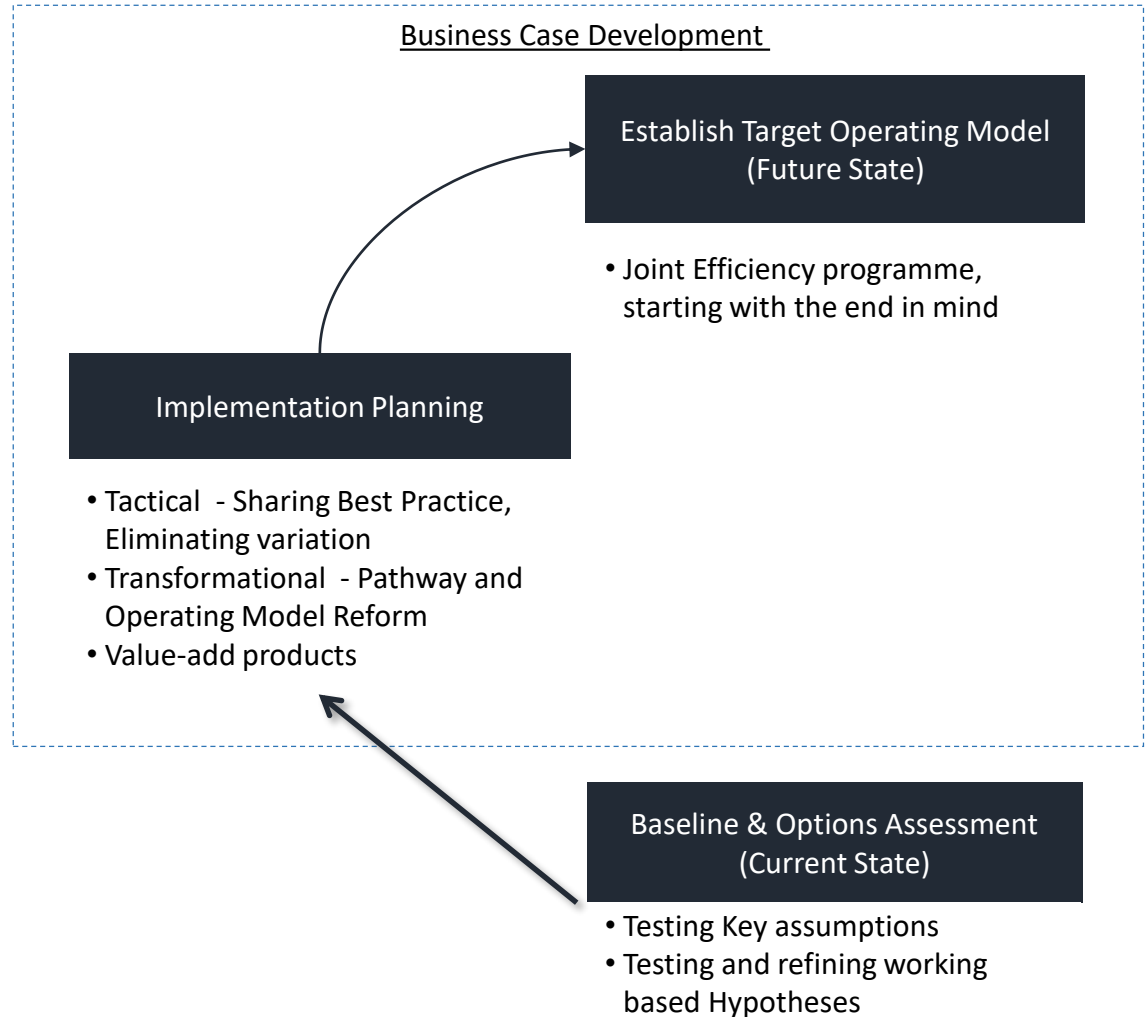 Business Case Development
Establish Target Operating Model
(Future State)
• Joint Efficiency programme,
starting with the end in mind
Implementation Planning
• Tactical - Sharing Best Practice,
Eliminating variation
• Transformational - Pathway and
Operating Model Reform
• Value-add products
Baseline & Options Assessment
(Current State)
• Testing Key assumptions
• Testing and refining working
based Hypotheses